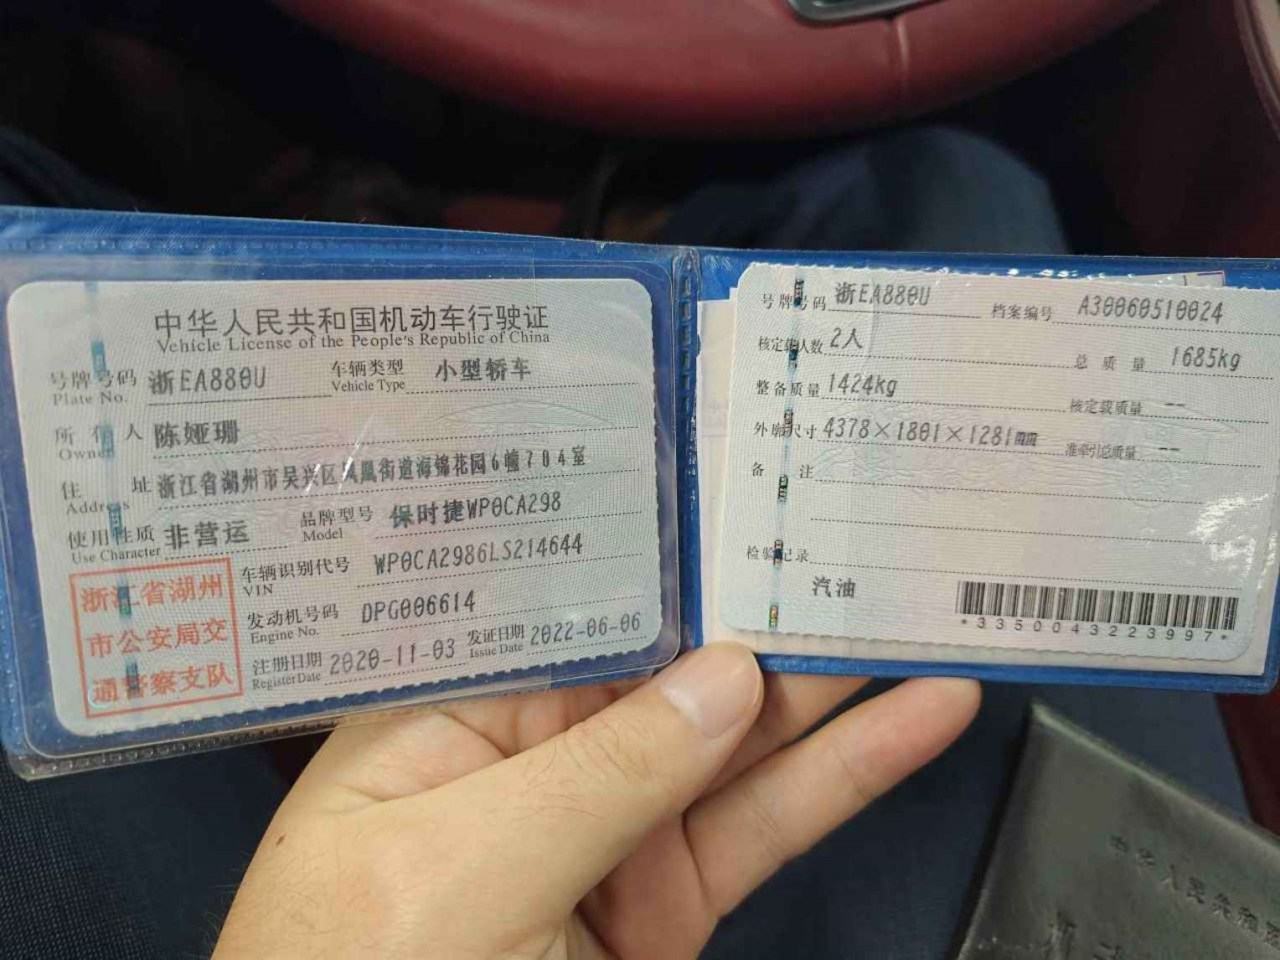 中华人民共和国机动车行驶证
Vehicle License of the People's Republic of China
号牌号码 浙EA880U 车辆类型 小型轿车
Plate No. Vehicle Type
所有人 陈娅珊
Owner
住址 浙江省湖州市吴兴区凤凰街道海锦花园6幢704室
Address
使用性质 非营运 品牌型号 保时捷WP0CA298
Use Character Model
浙江省湖州
市公安局交
通警察支队
车辆识别代号 WP0CA2986LS214644
VIN
发动机号码 DPG006614
Engine No.
注册日期 2020-11-03 发证日期 2022-06-06
Register Date Issue Date
号牌号码 浙EA880U 档案编号 A30060510024
核定载人数 2人 总质量 1685kg
整备质量 1424kg 核定载质量 --
外廓尺寸 4378×1801×1281mm 准牵引总质量 --
备注
检验记录
汽油
*3350043223997*
中华人民共和国